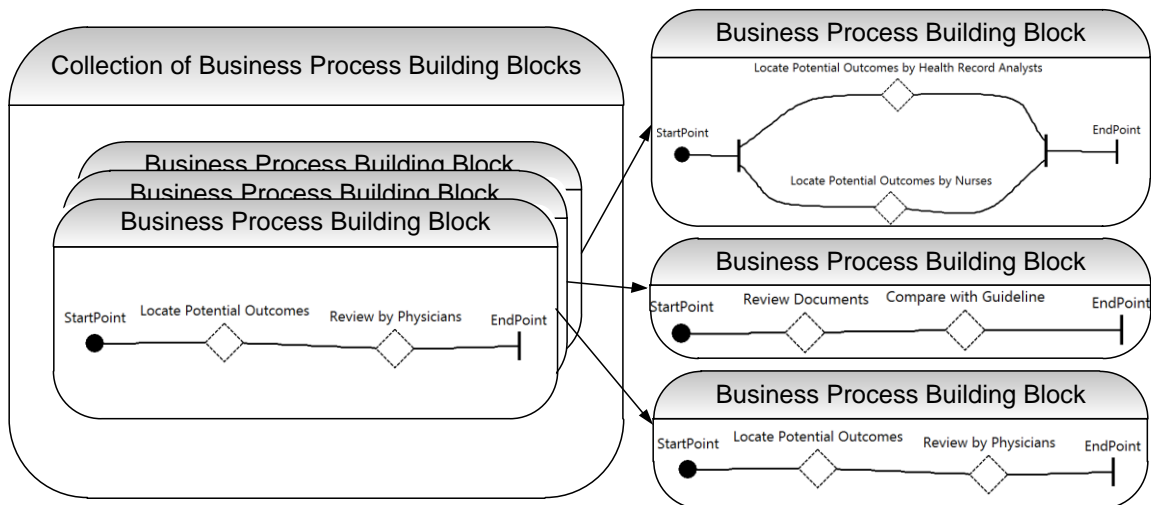 Collection of Business Process Building Blocks
Business Process Building Block
Business Process Building Block
Business Process Building Block
StartPoint
Locate Potential Outcomes
Review by Physicians
EndPoint
Business Process Building Block
Locate Potential Outcomes by Health Record Analysts
StartPoint
EndPoint
Locate Potential Outcomes by Nurses
Business Process Building Block
StartPoint
Review Documents
Compare with Guideline
EndPoint
Business Process Building Block
StartPoint
Locate Potential Outcomes
Review by Physicians
EndPoint